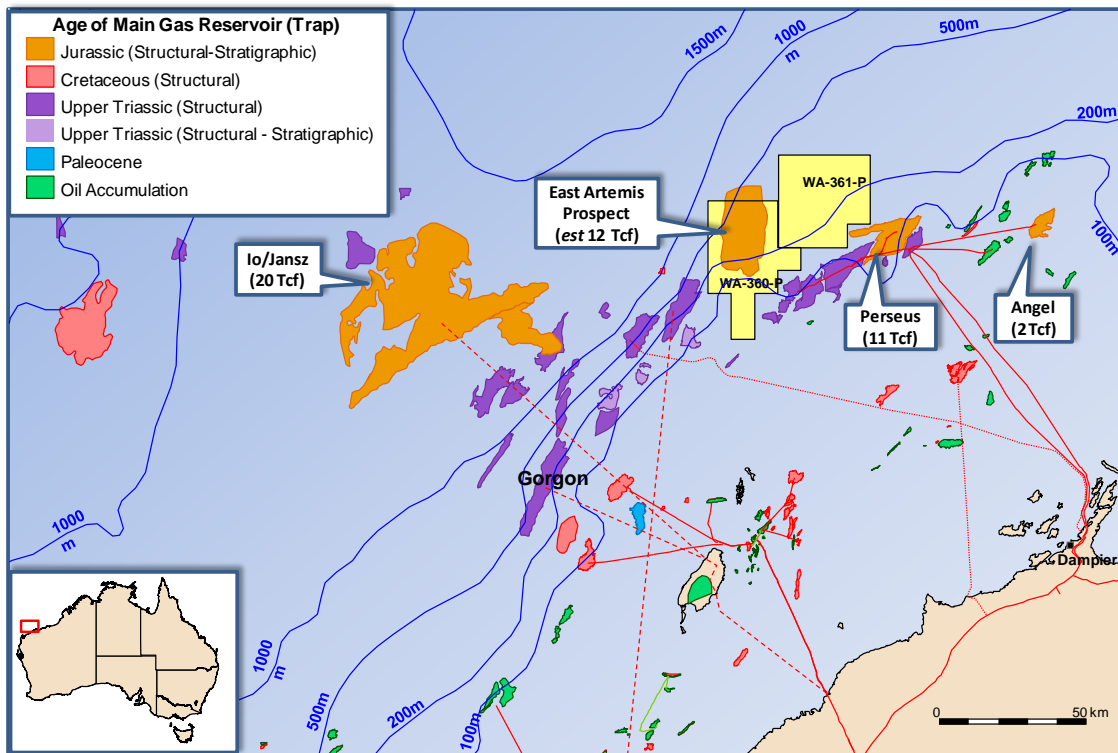 Age of Main Gas Reservoir (Trap)
Jurassic (Structural-Stratigraphic)
Cretaceous (Structural)
Upper Triassic (Structural)
Upper Triassic (Structural - Stratigraphic)
Paleocene
Oil Accumulation
1500m
1000
m
500m
200m
100m
WA-361-P
East Artemis
Prospect
(est 12 Tcf)
Io/Jansz
(20 Tcf)
WA-360-P
Perseus
(11 Tcf)
Angel
(2Tcf)
Gorgon
1000
m
Dampier
1000
m
500m
200m
100m
0
50 km